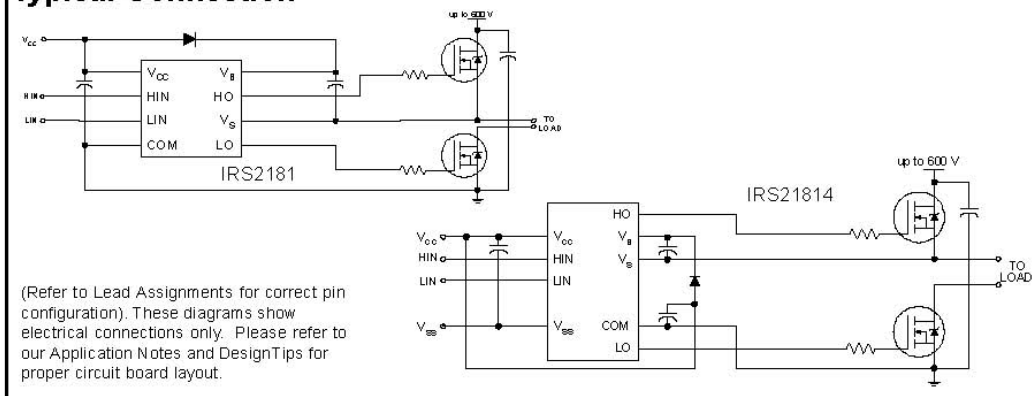 Typical Connection
up to 600 V
VCC
VCC
VB
HIN
HIN
HO
LIN
LIN
VS
COM
LO
TO
LOAD
IRS2181
up to 600 V
IRS21814
HO
VCC
VCC
VB
HIN
HIN
VS
LIN
LIN
TO
LOAD
VSS
VSS
COM
LO
(Refer to Lead Assignments for correct pin
configuration). These diagrams show
electrical connections only. Please refer to
our Application Notes and DesignTips for
proper circuit board layout.